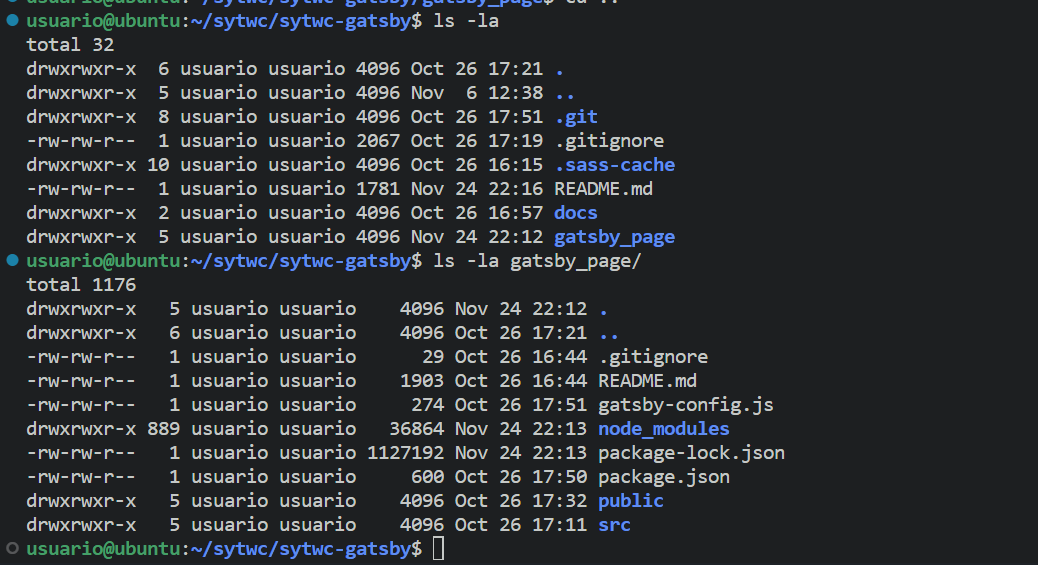 usuario@ubuntu:~/sytwc/sytwc-gatsby/gatsby_page$ cd ..
usuario@ubuntu:~/sytwc/sytwc-gatsby$ ls -la
total 32
drwxrwxr-x  6 usuario usuario 4096 Oct 26 17:21 .
drwxrwxr-x  5 usuario usuario 4096 Nov  6 12:38 ..
drwxrwxr-x  8 usuario usuario 4096 Oct 26 17:51 .git
-rw-rw-r--  1 usuario usuario 2067 Oct 26 17:19 .gitignore
drwxrwxr-x 10 usuario usuario 4096 Oct 26 16:15 .sass-cache
-rw-rw-r--  1 usuario usuario 1781 Nov 24 22:16 README.md
drwxrwxr-x  2 usuario usuario 4096 Oct 26 16:57 docs
drwxrwxr-x  5 usuario usuario 4096 Nov 24 22:12 gatsby_page
usuario@ubuntu:~/sytwc/sytwc-gatsby$ ls -la gatsby_page/
total 1176
drwxrwxr-x   5 usuario usuario    4096 Nov 24 22:12 .
drwxrwxr-x   6 usuario usuario    4096 Oct 26 17:21 ..
-rw-rw-r--   1 usuario usuario      29 Oct 26 16:44 .gitignore
-rw-rw-r--   1 usuario usuario    1903 Oct 26 16:44 README.md
-rw-rw-r--   1 usuario usuario     274 Oct 26 17:51 gatsby-config.js
drwxrwxr-x 889 usuario usuario   36864 Nov 24 22:13 node_modules
-rw-rw-r--   1 usuario usuario 1127192 Nov 24 22:13 package-lock.json
-rw-rw-r--   1 usuario usuario     600 Oct 26 17:50 package.json
drwxrwxr-x   5 usuario usuario    4096 Oct 26 17:32 public
drwxrwxr-x   5 usuario usuario    4096 Oct 26 17:11 src
usuario@ubuntu:~/sytwc/sytwc-gatsby$